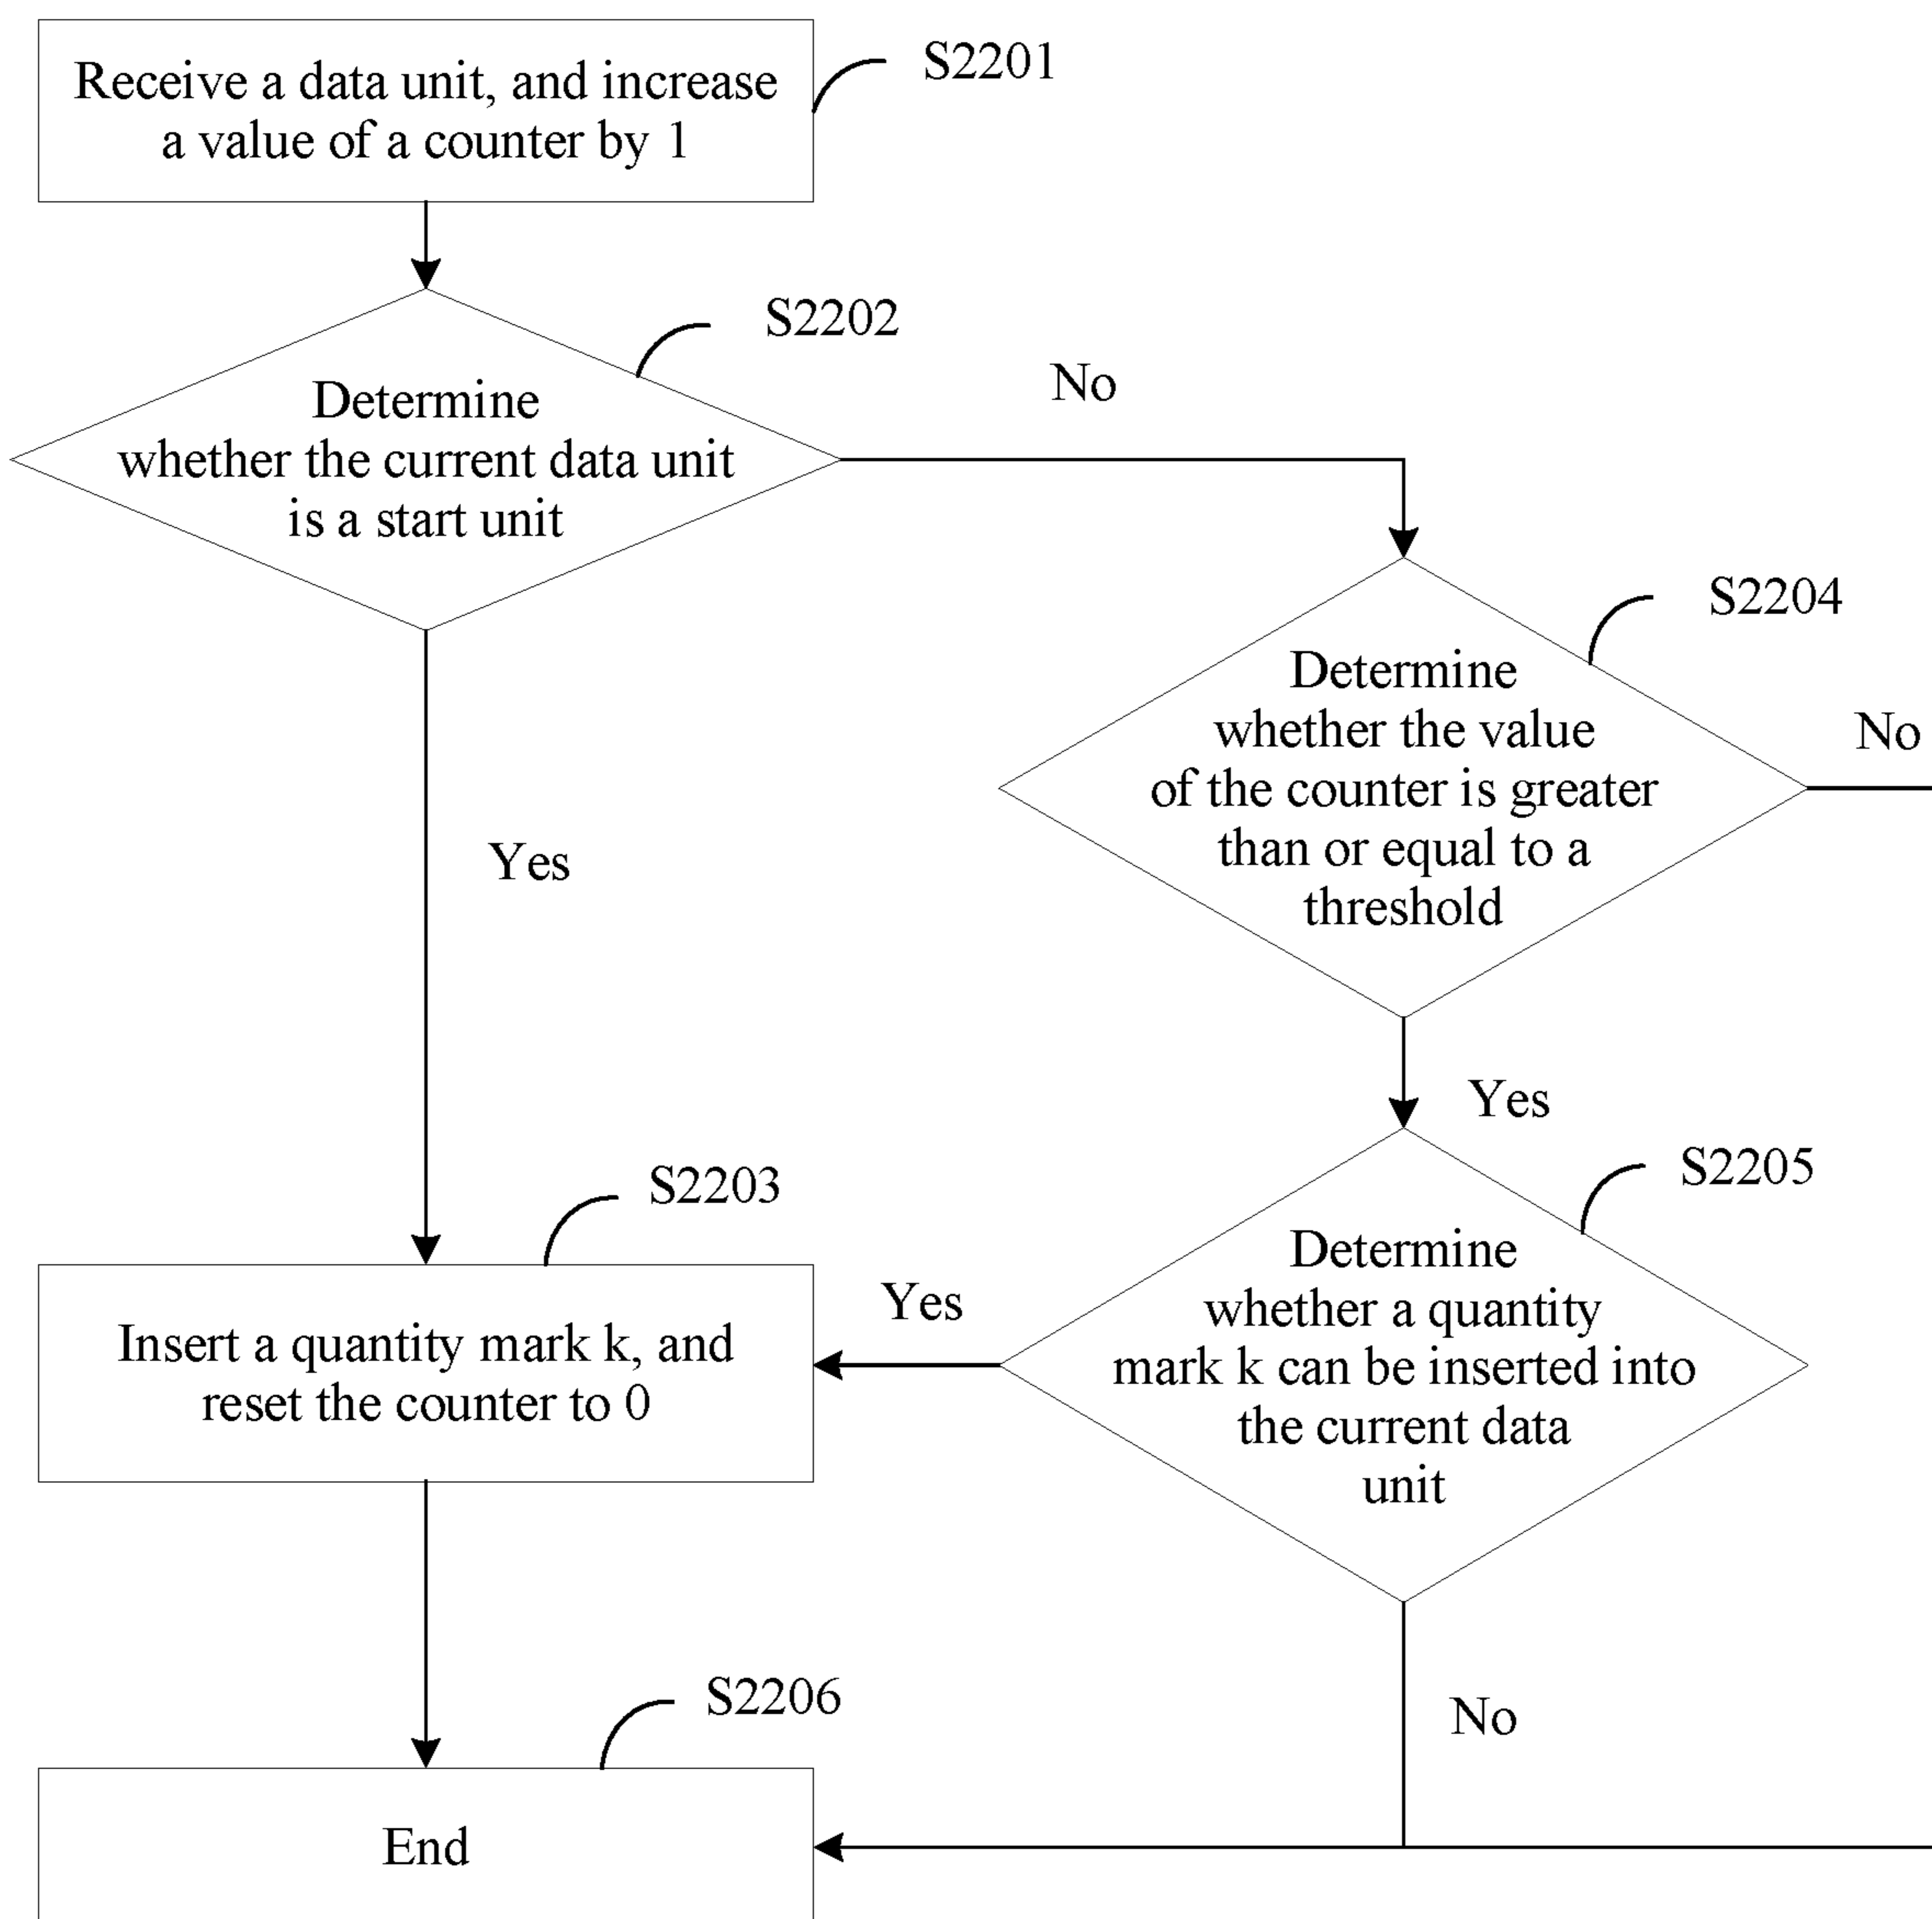 Receive a data unit, and increase
a value of a counter by 1
S2201
S2202
Determine
whether the current data unit
is a start unit
No
S2204
Determine
whether the value
of the counter is greater
than or equal to a
threshold
No
Yes
Yes
S2203
S2205
Insert a quantity mark k, and
reset the counter to 0
Yes
Determine
whether a quantity
mark k can be inserted into
the current data
unit
S2206
No
End